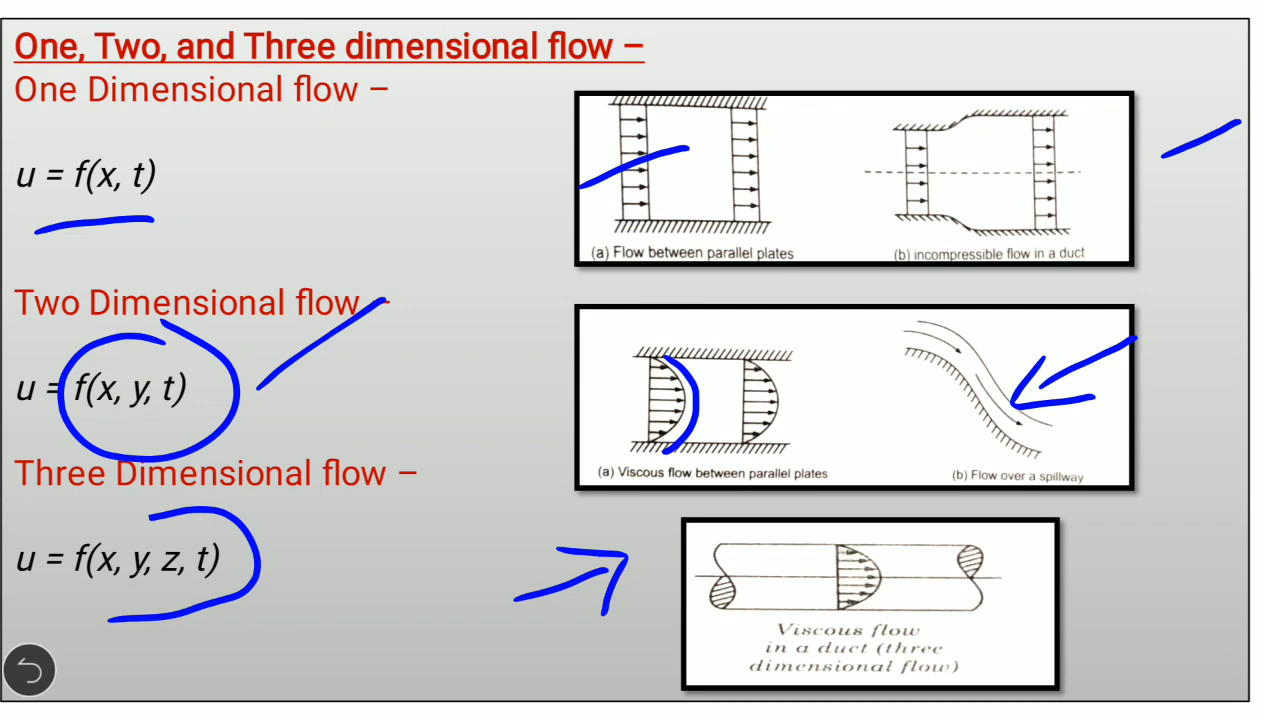 One, Two, and Three dimensional flow –
One Dimensional flow –
u = f(x, t)
(a) Flow between parallel plates
(b) incompressible flow in a duct
Two Dimensional flow –
u = f(x, y, t)
(a) Viscous flow between parallel plates
(b) Flow over a spillway
Three Dimensional flow –
u = f(x, y, z, t)
Viscous flow
in a duct (three
dimensional flow)